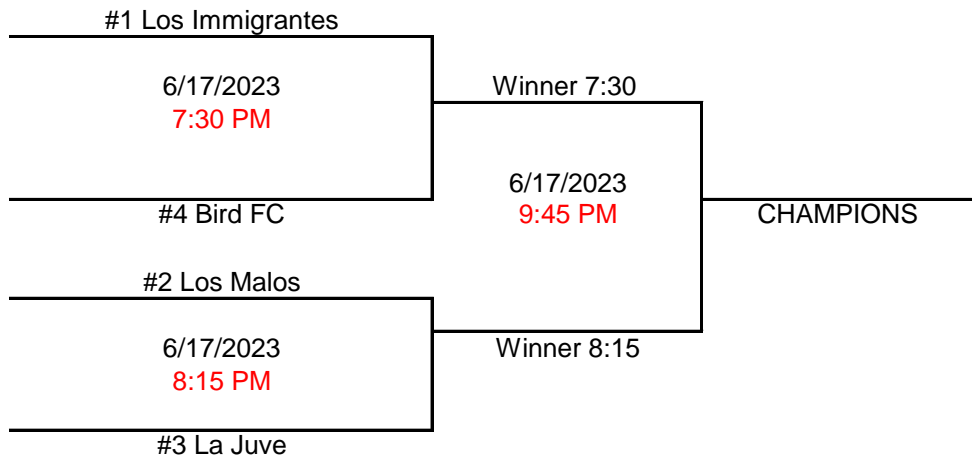 #1 Los Immigrantes
6/17/2023
7:30 PM
Winner 7:30
#4 Bird FC
6/17/2023
9:45 PM
CHAMPIONS
#2 Los Malos
6/17/2023
8:15 PM
Winner 8:15
#3 La Juve